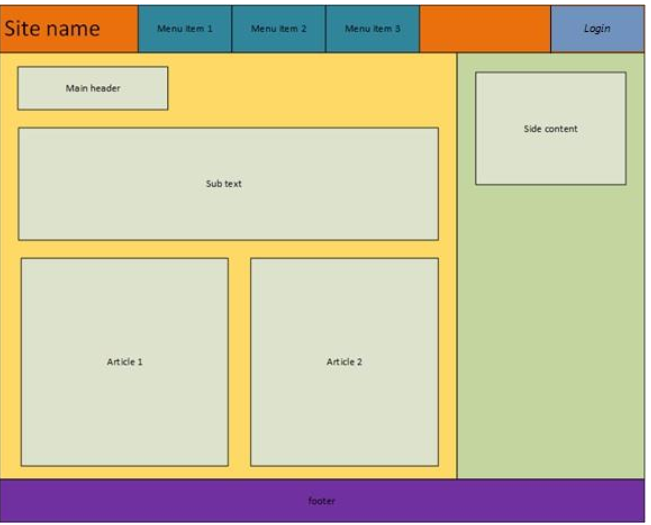 Site name
Menu item 1
Menu item 2
Menu item 3
Login
Main header
Side content
Sub text
Article 1
Article 2
footer